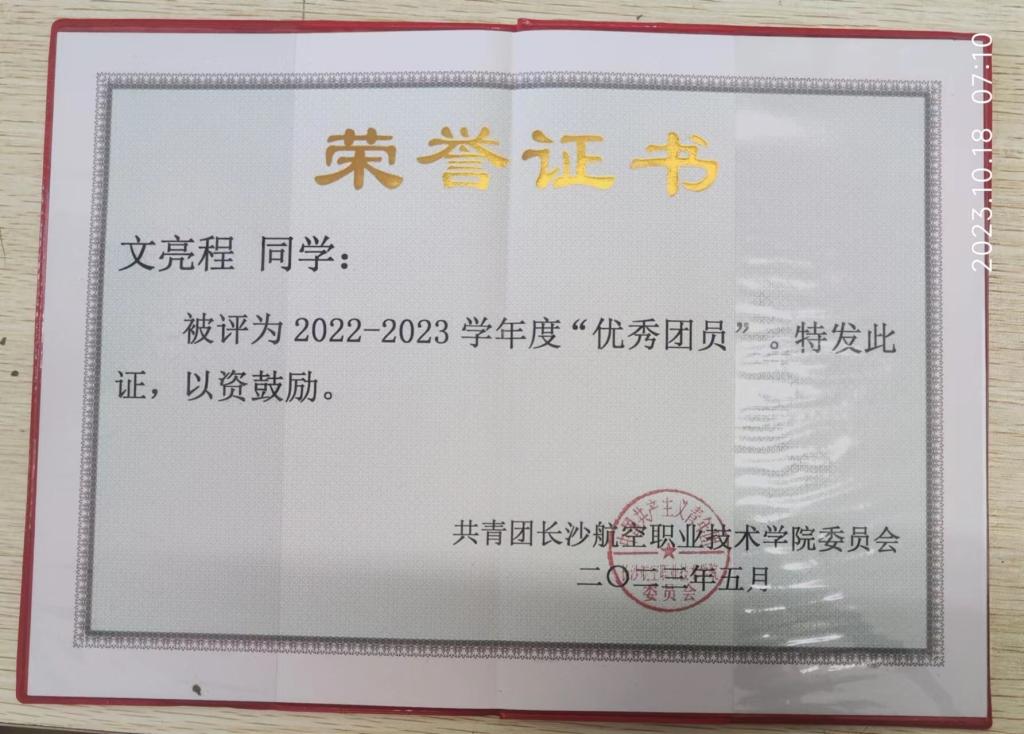 荣誉证书
文亮程 同学：
被评为 2022-2023 学年度“优秀团员”。特发此
证，以资鼓励。
共青团长沙航空职业技术学院委员会
年五月
委员会
2023.10.18 07:10